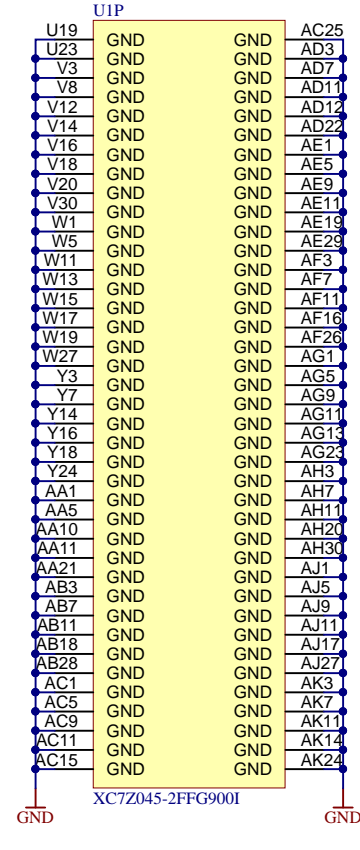 U1P
U19 GND GND AC25
U23 GND GND AD3
V3 GND GND AD7
V8 GND GND AD11
V12 GND GND AD12
V14 GND GND AD22
V16 GND GND AE1
V18 GND GND AE5
V20 GND GND AE9
V30 GND GND AE11
W1 GND GND AE19
W5 GND GND AE29
W11 GND GND AF3
W13 GND GND AF7
W15 GND GND AF11
W17 GND GND AF16
W19 GND GND AF26
W27 GND GND AG1
Y3 GND GND AG5
Y7 GND GND AG9
Y14 GND GND AG11
Y16 GND GND AG13
Y18 GND GND AG23
Y24 GND GND AH3
AA1 GND GND AH7
AA5 GND GND AH11
AA10 GND GND AH20
AA11 GND GND AH30
AA21 GND GND AJ1
AB3 GND GND AJ5
AB7 GND GND AJ9
AB11 GND GND AJ11
AB18 GND GND AJ17
AB28 GND GND AJ27
AC1 GND GND AK3
AC5 GND GND AK7
AC9 GND GND AK11
AC11 GND GND AK14
AC15 GND GND AK24
XC7Z045-2FFG900I
GND GND